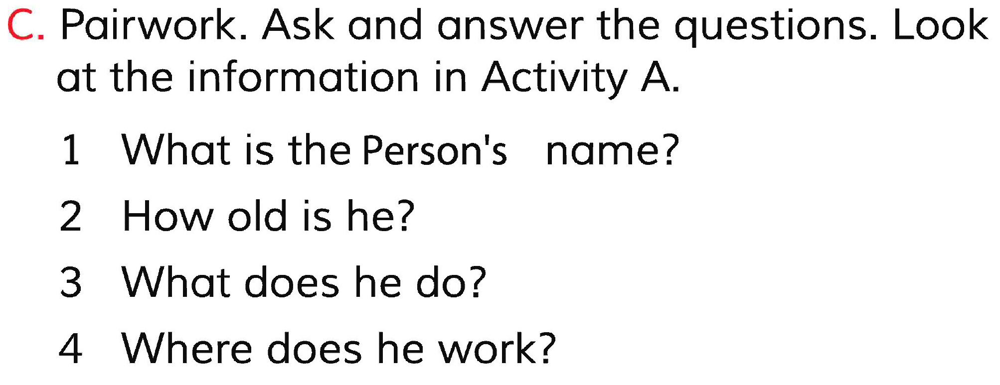 C. Pairwork. Ask and answer the questions. Look
at the information in Activity A.
1 What is the Person's name?
2 How old is he?
3 What does he do?
4 Where does he work?